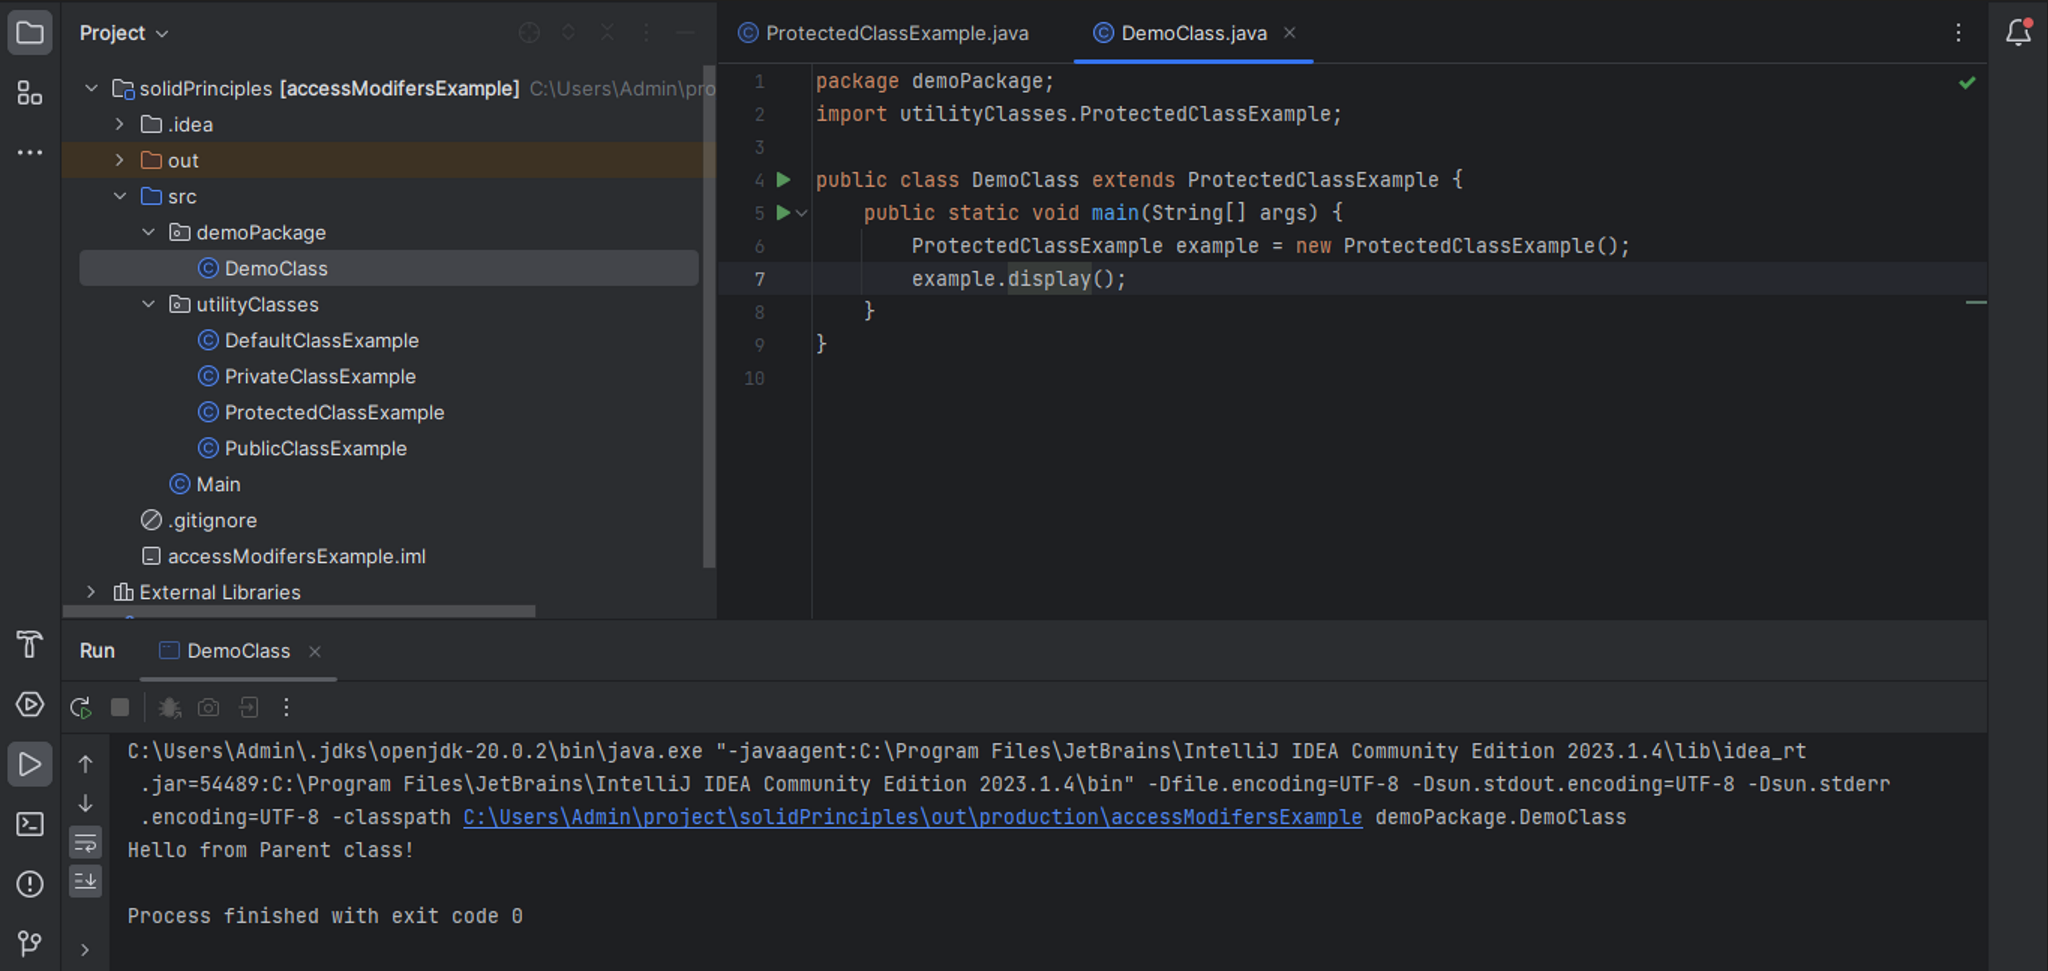 Project
solidPrinciples [accessModifersExample] C:\Users\Admin\pro
.idea
out
src
demoPackage
DemoClass
utilityClasses
DefaultClassExample
PrivateClassExample
ProtectedClassExample
PublicClassExample
Main
.gitignore
accessModifersExample.iml
External Libraries
ProtectedClassExample.java
DemoClass.java
1 package demoPackage;
2 import utilityClasses.ProtectedClassExample;
3
4 public class DemoClass extends ProtectedClassExample {
5 public static void main(String[] args) {
6 ProtectedClassExample example = new ProtectedClassExample();
7 example.display();
8 }
9 }
10
Run DemoClass
C:\Users\Admin\.jdks\openjdk-20.0.2\bin\java.exe "-javaagent:C:\Program Files\JetBrains\IntelliJ IDEA Community Edition 2023.1.4\lib\idea_rt
.jar=54489:C:\Program Files\JetBrains\IntelliJ IDEA Community Edition 2023.1.4\bin" -Dfile.encoding=UTF-8 -Dsun.stdout.encoding=UTF-8 -Dsun.stderr
.encoding=UTF-8 -classpath C:\Users\Admin\project\solidPrinciples\out\production\accessModifersExample demoPackage.DemoClass
Hello from Parent class!
Process finished with exit code 0